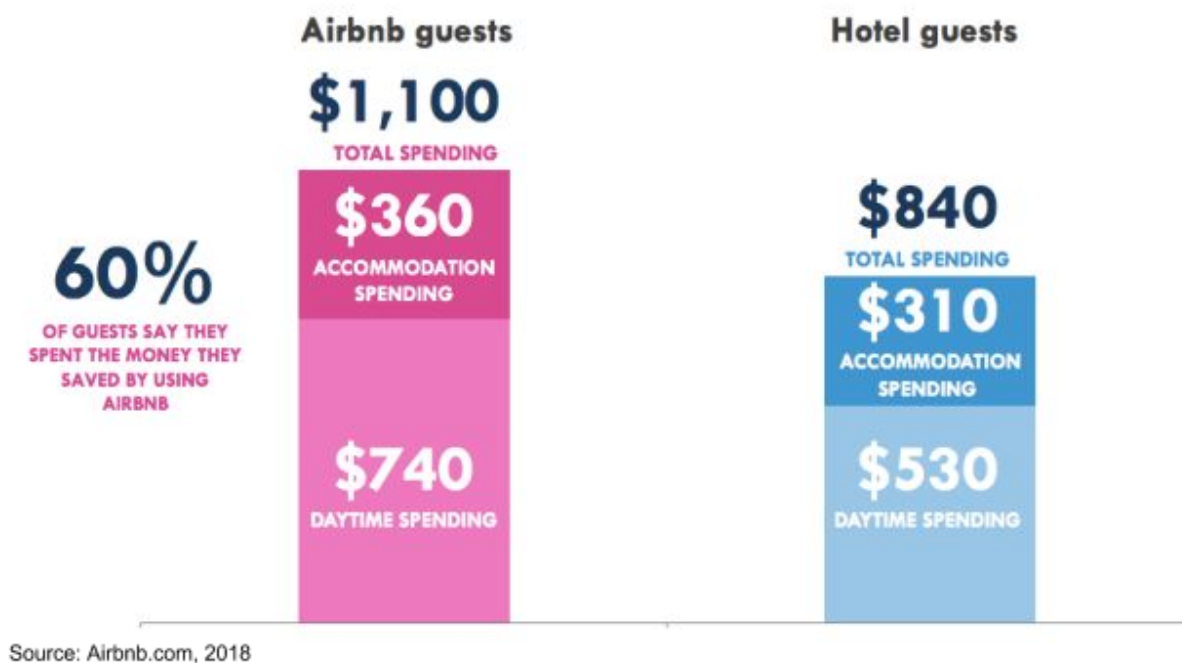 Airbnb guests
$1,100
TOTAL SPENDING
$360
ACCOMMODATION
SPENDING
$740
DAYTIME SPENDING
60%
OF GUESTS SAY THEY
SPENT THE MONEY THEY
SAVED BY USING
AIRBNB
Hotel guests
$840
TOTAL SPENDING
$310
ACCOMMODATION
SPENDING
$530
DAYTIME SPENDING
Source: Airbnb.com, 2018